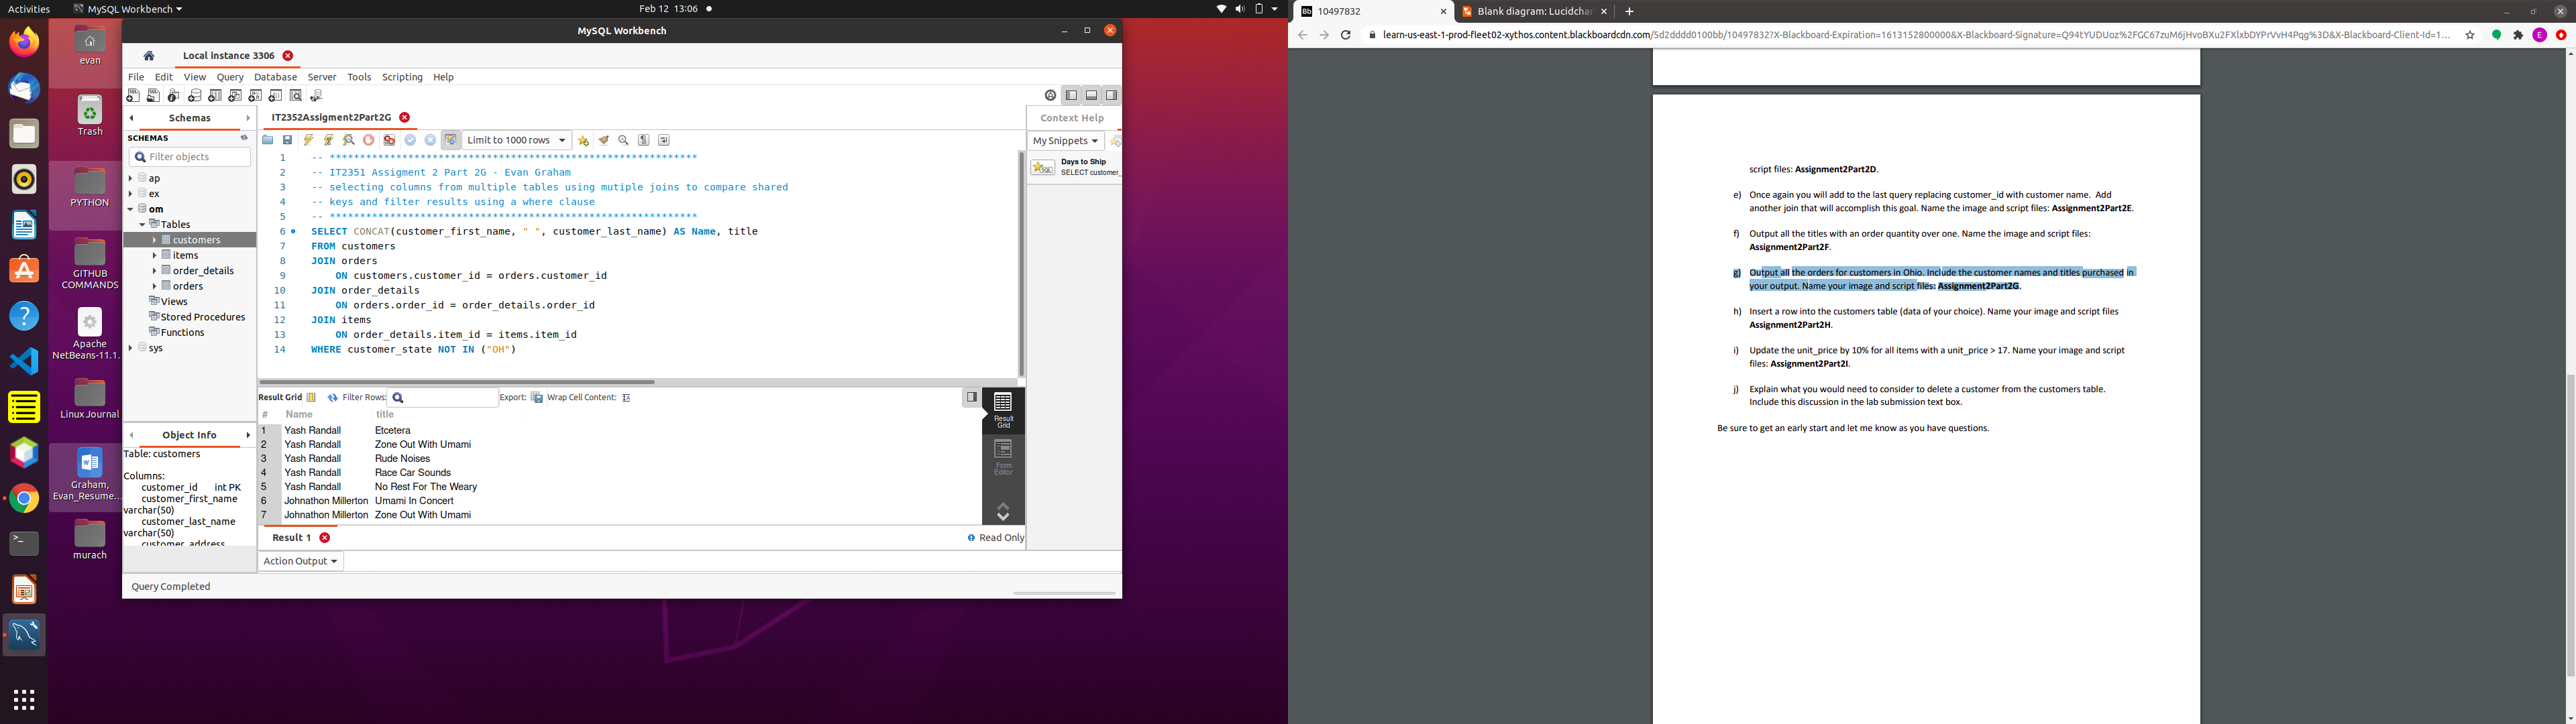 Activities
MySQL Workbench
Feb 12 13:06
evan
Trash
PYTHON
GITHUB
COMMANDS
Apache
NetBeans-11.1...
Linux Journal
Graham,
Evan_Resume...
murach
MySQL Workbench
Local instance 3306
File Edit View Query Database Server Tools Scripting Help
Schemas
SCHEMAS
Filter objects
ap
ex
om
Tables
customers
items
order_details
orders
Views
Stored Procedures
Functions
sys
Object Info
Table: customers
Columns:
customer_id int PK
customer_first_name
varchar(50)
customer_last_name
varchar(50)
customer_address
IT2352Assigment2Part2G
Limit to 1000 rows
1 -- *************************************************************
2 -- IT2351 Assigment 2 Part 2G - Evan Graham
3 -- selecting columns from multiple tables using mutiple joins to compare shared
4 -- keys and filter results using a where clause
5 -- *************************************************************
6 SELECT CONCAT(customer_first_name, " ", customer_last_name) AS Name, title
7 FROM customers
8 JOIN orders
9 ON customers.customer_id = orders.customer_id
10 JOIN order_details
11 ON orders.order_id = order_details.order_id
12 JOIN items
13 ON order_details.item_id = items.item_id
14 WHERE customer_state NOT IN ("OH")
Context Help
My Snippets
Days to Ship
SELECT customer_
Result Grid Filter Rows: Export: Wrap Cell Content:
# Name title
1 Yash Randall Etcetera
2 Yash Randall Zone Out With Umami
3 Yash Randall Rude Noises
4 Yash Randall Race Car Sounds
5 Yash Randall No Rest For The Weary
6 Johnathon Millerton Umami In Concert
7 Johnathon Millerton Zone Out With Umami
Result
Grid
Form
Editor
Result 1
Read Only
Action Output
Query Completed
Bb 10497832
Blank diagram: Lucidchar
learn-us-east-1-prod-fleet02-xythos.content.blackboardcdn.com/5d2dddd0100bb/10497832?X-Blackboard-Expiration=1613152800000&X-Blackboard-Signature=Q94tYUDUoz%2FGC67zuM6jHvoBXu2FXlxbDYPrVvH4Pqg%3D&X-Blackboard-Client-Id=1...
E
script files: Assignment2Part2D.
e) Once again you will add to the last query replacing customer_id with customer name. Add
another join that will accomplish this goal. Name the image and script files: Assignment2Part2E.
f) Output all the titles with an order quantity over one. Name the image and script files:
Assignment2Part2F.
g) Output all the orders for customers in Ohio. Include the customer names and titles purchased in
your output. Name your image and script files: Assignment2Part2G.
h) Insert a row into the customers table (data of your choice). Name your image and script files
Assignment2Part2H.
i) Update the unit_price by 10% for all items with a unit_price > 17. Name your image and script
files: Assignment2Part2I.
j) Explain what you would need to consider to delete a customer from the customers table.
Include this discussion in the lab submission text box.
Be sure to get an early start and let me know as you have questions.